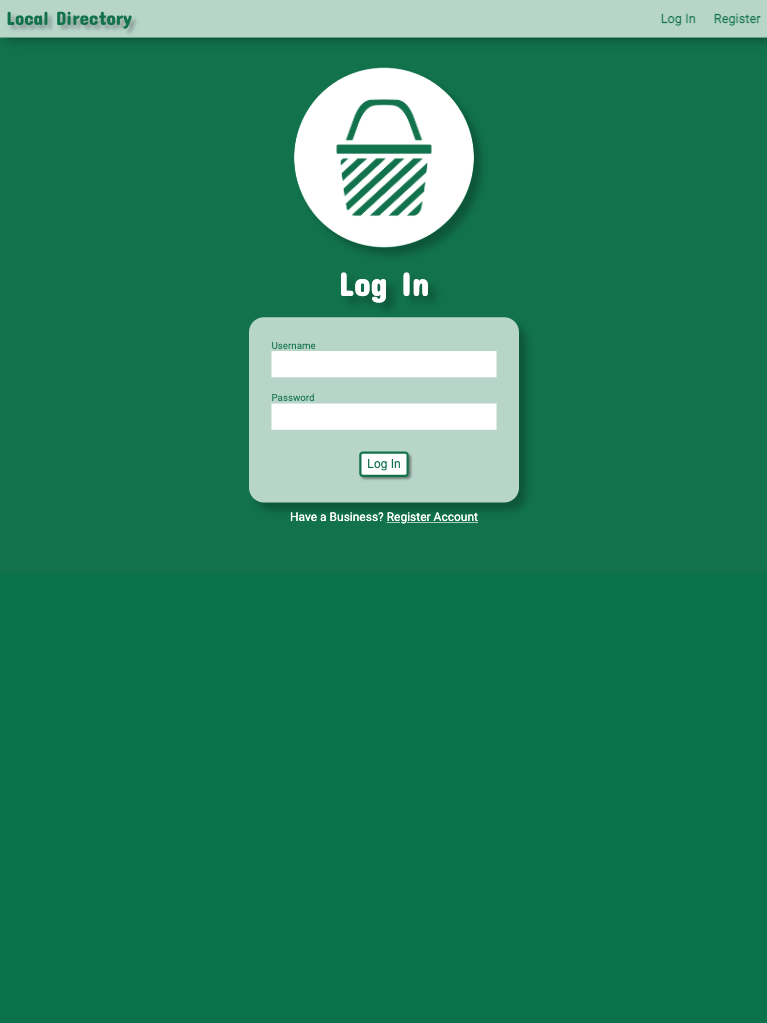 Local Directory
Log In
Register
Log In
Username
Password
Log In
Have a Business? Register Account